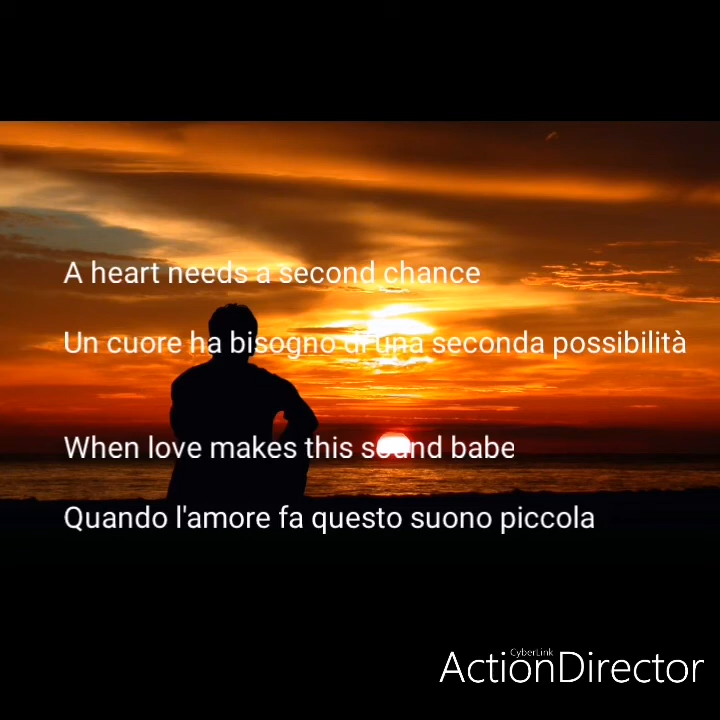 A heart needs a second chance
Un cuore ha bisogno di una seconda possibilità
When love makes this sound babe
Quando l'amore fa questo suono piccola
CyberLink
ActionDirector